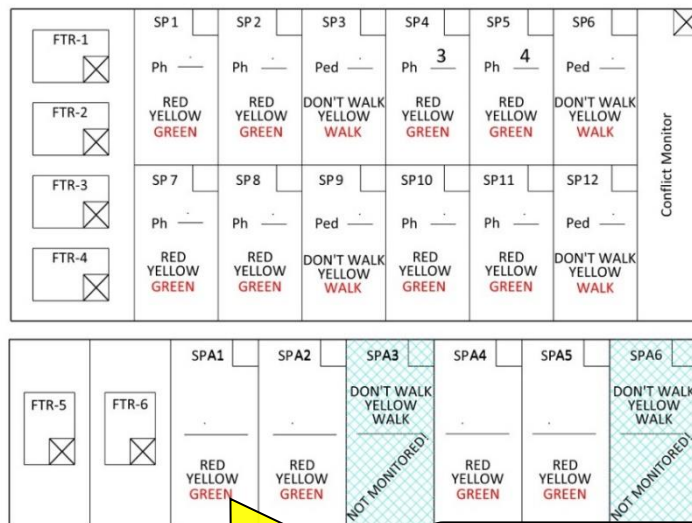 SP1 SP2 SP3 SP4 SP5 SP6
FTR-1
Ph Ph Ped Ph 3 Ph 4 Ped
RED RED DON'T WALK RED RED DON'T WALK
YELLOW YELLOW YELLOW YELLOW YELLOW YELLOW
GREEN GREEN WALK GREEN GREEN WALK
FTR-2
Conflict Monitor
SP7 SP8 SP9 SP10 SP11 SP12
FTR-3
Ph Ph Ped Ph Ph Ped
RED RED DON'T WALK RED RED DON'T WALK
YELLOW YELLOW YELLOW YELLOW YELLOW YELLOW
GREEN GREEN WALK GREEN GREEN WALK
FTR-4
SPA1 SPA2 SPA3 SPA4 SPA5 SPA6
DON'T WALK DON'T WALK
YELLOW YELLOW
WALK WALK
FTR-5 FTR-6
RED RED RED RED
YELLOW YELLOW YELLOW YELLOW
GREEN GREEN GREEN GREEN
NOT MONITORED! NOT MONITORED!